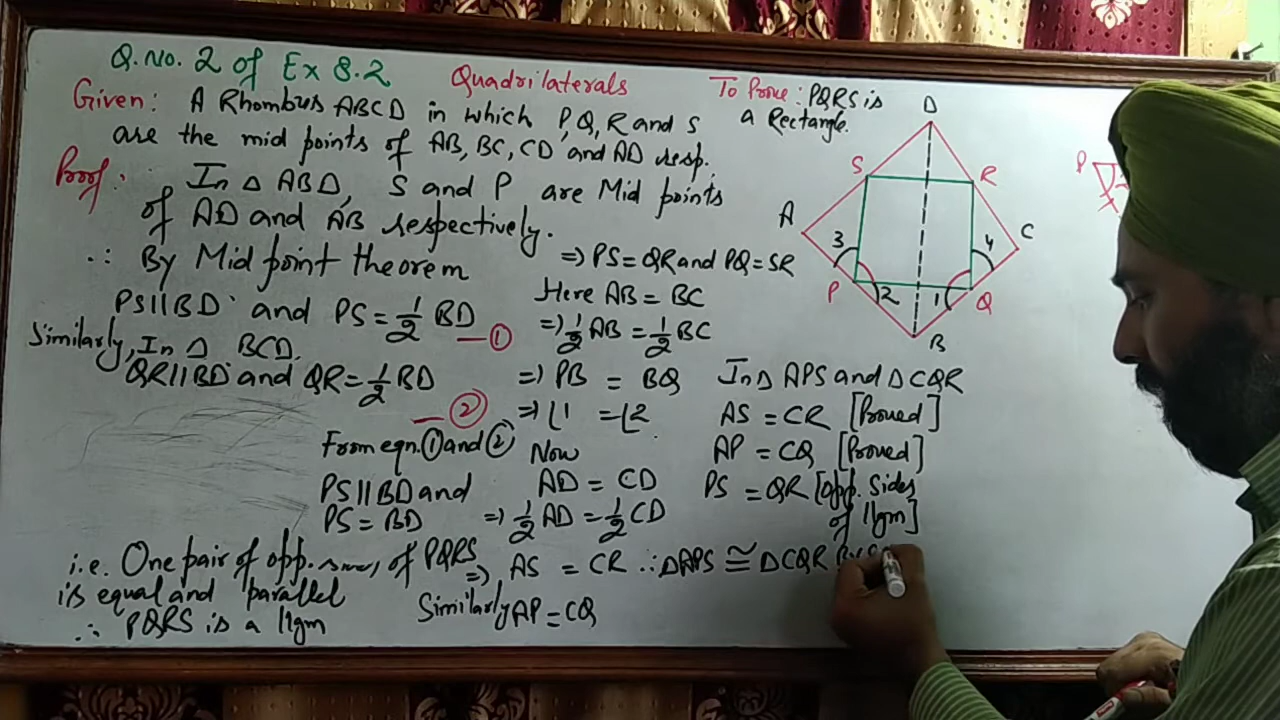 Q. No. 2 of Ex 8.2
Quadrilaterals
Given: A Rhombus ABCD in which P, Q, R and S
are the mid points of AB, BC, CD and AD resp.
To Prove: PQRS is
a Rectangle.
Proof: In Δ ABD, S and P are Mid points
of AD and AB respectively.
∴ By Mid point theorem
PS||BD and PS = 1/2 BD —①
Similarly, In Δ BCD.
QR||BD and QR = 1/2 BD
—②
From eqn. ① and ②
PS||BD and
PS = BD
i.e. One pair of opp. of PQRS
is equal and parallel
∴ PQRS is a ||gm
⇒ PS = QR and PQ = SR
Here AB = BC
⇒ 1/2 AB = 1/2 BC
⇒ PB = BQ
⇒ ∠1 = ∠2
Now
AD = CD
⇒ 1/2 AD = 1/2 CD
⇒ AS = CR
Similarly AP = CQ
In Δ APS and Δ CQR
AS = CR [Proved]
AP = CQ [Proved]
PS = QR [Opp. Sides
of ||gm]
∴ Δ APS ≅ Δ CQR
D
S
R
A
C
3
4
P
2
1
Q
B
P